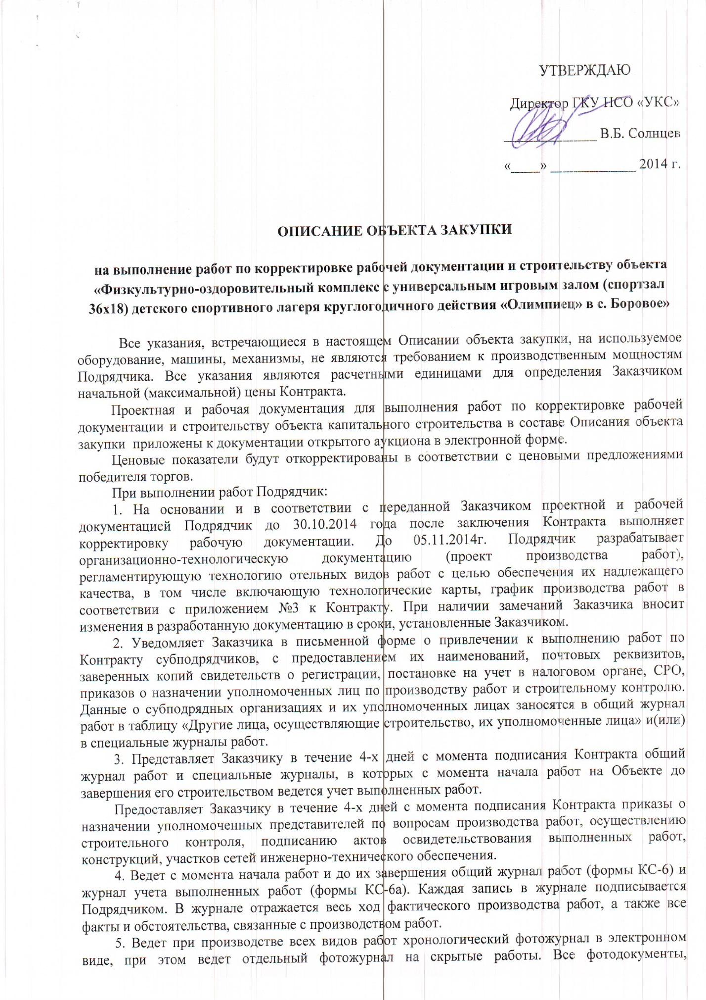 УТВЕРЖДАЮ
Директор ГКУ НСО «УКС»
_____________ В.Б. Солнцев
«____» ____________ 2014 г.
ОПИСАНИЕ ОБЪЕКТА ЗАКУПКИ
на выполнение работ по корректировке рабочей документации и строительству объекта
«Физкультурно-оздоровительный комплекс с универсальным игровым залом (спортзал
36х18) детского спортивного лагеря круглогодичного действия «Олимпиец» в с. Боровое»
Все указания, встречающиеся в настоящем Описании объекта закупки, на используемое
оборудование, машины, механизмы, не являются требованием к производственным мощностям
Подрядчика. Все указания являются расчетными единицами для определения Заказчиком
начальной (максимальной) цены Контракта.
Проектная и рабочая документация для выполнения работ по корректировке рабочей
документации и строительству объекта капитального строительства в составе Описания объекта
закупки приложены к документации открытого аукциона в электронной форме.
Ценовые показатели будут откорректированы в соответствии с ценовыми предложениями
победителя торгов.
При выполнении работ Подрядчик:
1. На основании и в соответствии с переданной Заказчиком проектной и рабочей
документацией Подрядчик до 30.10.2014 года после заключения Контракта выполняет
корректировку рабочую документации. До 05.11.2014г. Подрядчик разрабатывает
организационно-технологическую документацию (проект производства работ),
регламентирующую технологию отельных видов работ с целью обеспечения их надлежащего
качества, в том числе включающую технологические карты, график производства работ в
соответствии с приложением №3 к Контракту. При наличии замечаний Заказчика вносит
изменения в разработанную документацию в сроки, установленные Заказчиком.
2. Уведомляет Заказчика в письменной форме о привлечении к выполнению работ по
Контракту субподрядчиков, с предоставлением их наименований, почтовых реквизитов,
заверенных копий свидетельств о регистрации, постановке на учет в налоговом органе, СРО,
приказов о назначении уполномоченных лиц по производству работ и строительному контролю.
Данные о субподрядных организациях и их уполномоченных лицах заносятся в общий журнал
работ в таблицу «Другие лица, осуществляющие строительство, их уполномоченные лица» и(или)
в специальные журналы работ.
3. Представляет Заказчику в течение 4-х дней с момента подписания Контракта общий
журнал работ и специальные журналы, в которых с момента начала работ на Объекте до
завершения его строительством ведется учет выполненных работ.
Предоставляет Заказчику в течение 4-х дней с момента подписания Контракта приказы о
назначении уполномоченных представителей по вопросам производства работ, осуществлению
строительного контроля, подписанию актов освидетельствования выполненных работ,
конструкций, участков сетей инженерно-технического обеспечения.
4. Ведет с момента начала работ и до их завершения общий журнал работ (формы КС-6) и
журнал учета выполненных работ (формы КС-6а). Каждая запись в журнале подписывается
Подрядчиком. В журнале отражается весь ход фактического производства работ, а также все
факты и обстоятельства, связанные с производством работ.
5. Ведет при производстве всех видов работ хронологический фотожурнал в электронном
виде, при этом ведет отдельный фотожурнал на скрытые работы. Все фотодокументы,